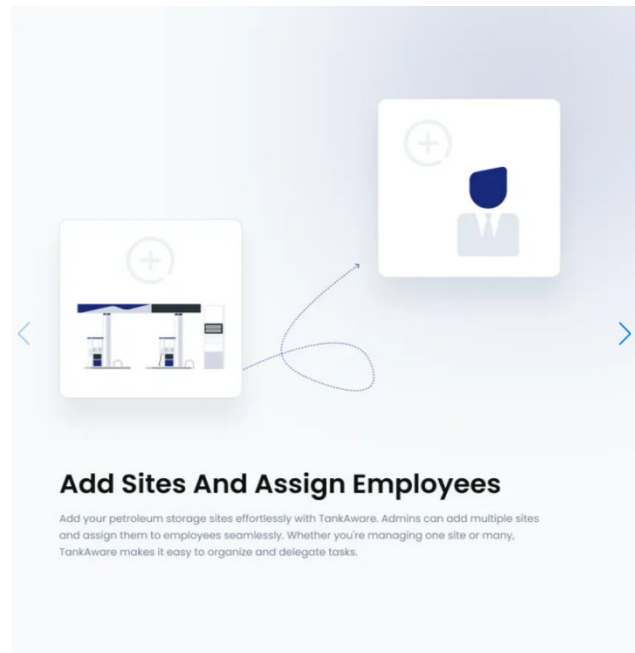 Add Sites And Assign Employees
Add your petroleum storage sites effortlessly with TankAware. Admins can add multiple sites
and assign them to employees seamlessly. Whether you're managing one site or many,
TankAware makes it easy to organize and delegate tasks.